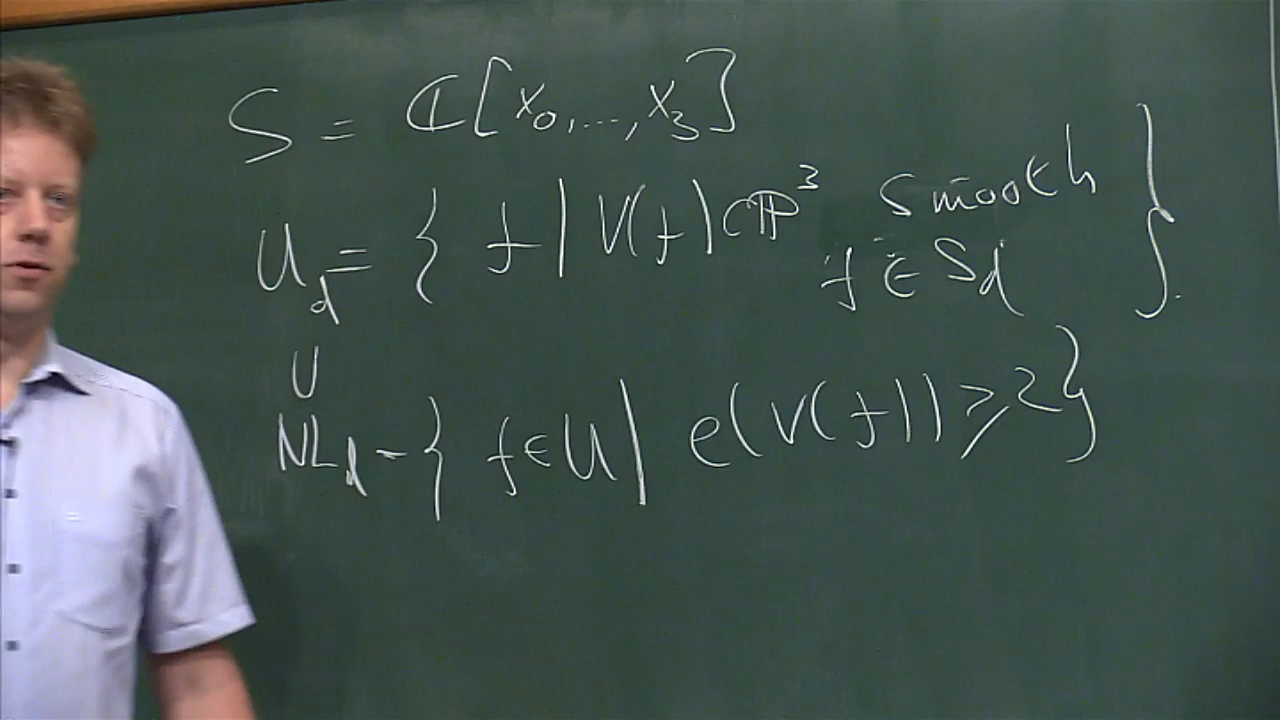 S = ℂ[x₀,...,x₃]
U_d = { f | V(f) ⊂ ℙ³ smooth
f ∈ S_d }.
∪
NL_d = { f ∈ U | ρ(V(f)) ≥ 2 }